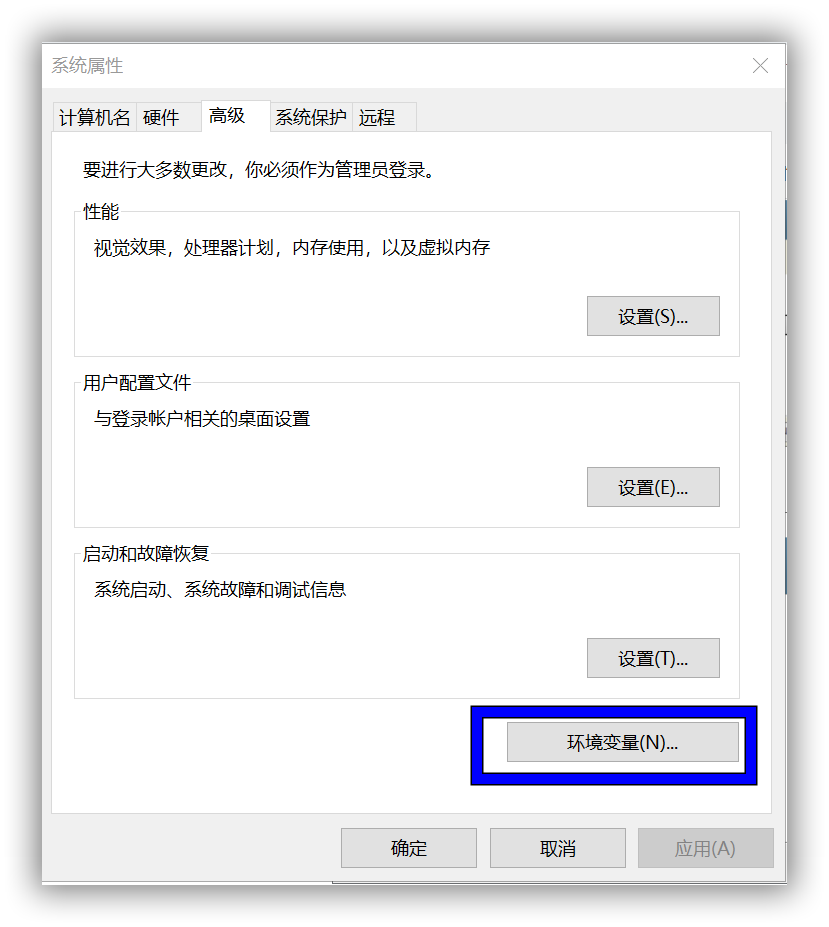 系统属性
计算机名 硬件 高级 系统保护 远程
要进行大多数更改，你必须作为管理员登录。
性能
视觉效果，处理器计划，内存使用，以及虚拟内存
设置(S)...
用户配置文件
与登录帐户相关的桌面设置
设置(E)...
启动和故障恢复
系统启动、系统故障和调试信息
设置(T)...
环境变量(N)...
确定 取消 应用(A)